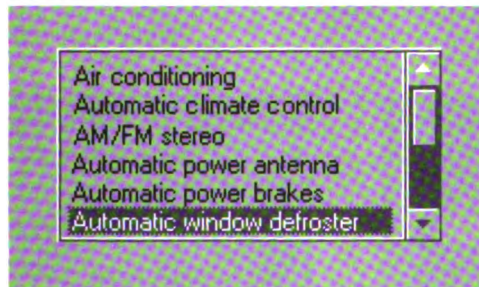 Air conditioning
Automatic climate control
AM/FM stereo
Automatic power antenna
Automatic power brakes
Automatic window defroster